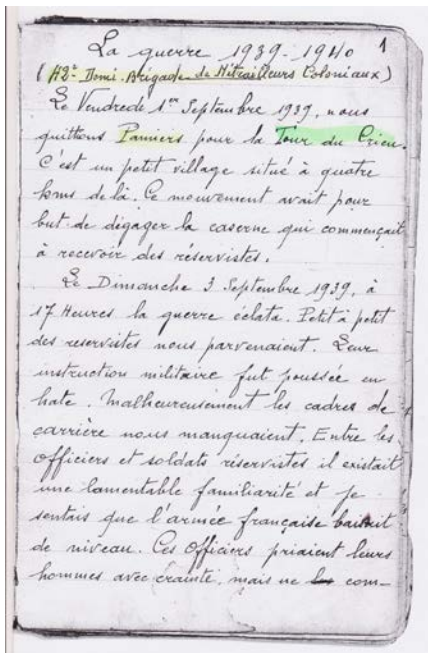 La guerre 1939-1940 1
(42e Demi-Brigade de Mitrailleurs Coloniaux)
Le Vendrede 1er Septembre 1939, nous
quittons Pamiers pour la Tour du Crieu.
C'est un petit village situé à quatre
kms de là. Ce mouvement avait pour
but de dégager la caserne qui commençait
à recevoir des réservistes.
Le Dimanche 3 Septembre 1939, à
17 Heures la guerre éclata. Petit à petit
des reservistes nous parvenaient. Leur
instruction militaire fut poussée en
hate. Malheureusement les cadres de
carrière nous manquaient. Entre les
officiers et soldats réservistes il existait
une lamentable familiarité et je
sentais que l'armée française baissait
de niveau. Ces officiers priaient leurs
hommes avec crainte, mais ne com-